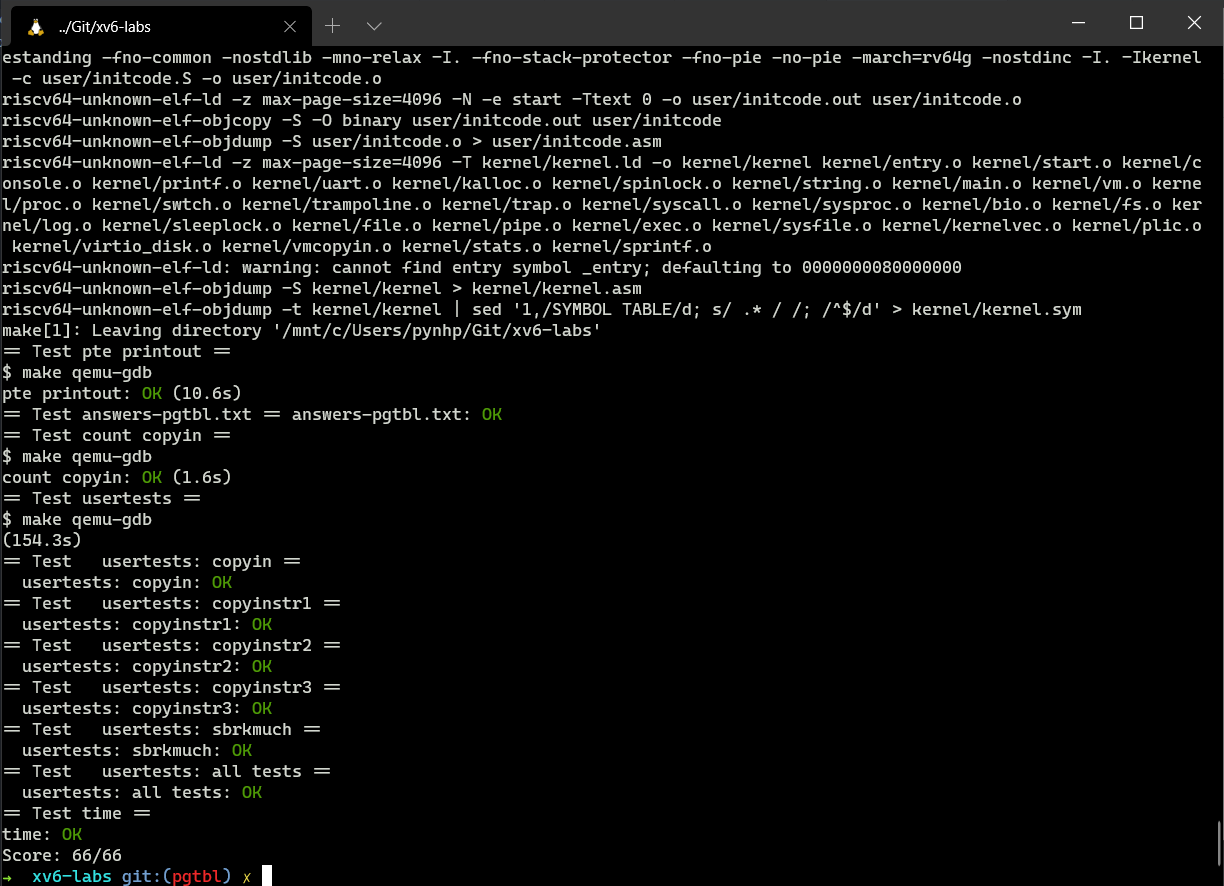 ../Git/xv6-labs
estanding -fno-common -nostdlib -mno-relax -I. -fno-stack-protector -fno-pie -no-pie -march=rv64g -nostdinc -I. -Ikernel
 -c user/initcode.S -o user/initcode.o
riscv64-unknown-elf-ld -z max-page-size=4096 -N -e start -Ttext 0 -o user/initcode.out user/initcode.o
riscv64-unknown-elf-objcopy -S -O binary user/initcode.out user/initcode
riscv64-unknown-elf-objdump -S user/initcode.o > user/initcode.asm
riscv64-unknown-elf-ld -z max-page-size=4096 -T kernel/kernel.ld -o kernel/kernel kernel/entry.o kernel/start.o kernel/c
onsole.o kernel/printf.o kernel/uart.o kernel/kalloc.o kernel/spinlock.o kernel/string.o kernel/main.o kernel/vm.o kerne
l/proc.o kernel/swtch.o kernel/trampoline.o kernel/trap.o kernel/syscall.o kernel/sysproc.o kernel/bio.o kernel/fs.o ker
nel/log.o kernel/sleeplock.o kernel/file.o kernel/pipe.o kernel/exec.o kernel/sysfile.o kernel/kernelvec.o kernel/plic.o
 kernel/virtio_disk.o kernel/vmcopyin.o kernel/stats.o kernel/sprintf.o
riscv64-unknown-elf-ld: warning: cannot find entry symbol _entry; defaulting to 0000000080000000
riscv64-unknown-elf-objdump -S kernel/kernel > kernel/kernel.asm
riscv64-unknown-elf-objdump -t kernel/kernel | sed '1,/SYMBOL TABLE/d; s/ .* / /; /^$/d' > kernel/kernel.sym
make[1]: Leaving directory '/mnt/c/Users/pynhp/Git/xv6-labs'
== Test pte printout ==
$ make qemu-gdb
pte printout: OK (10.6s)
== Test answers-pgtbl.txt == answers-pgtbl.txt: OK
== Test count copyin ==
$ make qemu-gdb
count copyin: OK (1.6s)
== Test usertests ==
$ make qemu-gdb
(154.3s)
== Test   usertests: copyin ==
  usertests: copyin: OK
== Test   usertests: copyinstr1 ==
  usertests: copyinstr1: OK
== Test   usertests: copyinstr2 ==
  usertests: copyinstr2: OK
== Test   usertests: copyinstr3 ==
  usertests: copyinstr3: OK
== Test   usertests: sbrkmuch ==
  usertests: sbrkmuch: OK
== Test   usertests: all tests ==
  usertests: all tests: OK
== Test time ==
time: OK
Score: 66/66
→ xv6-labs git:(pgtbl) ✗